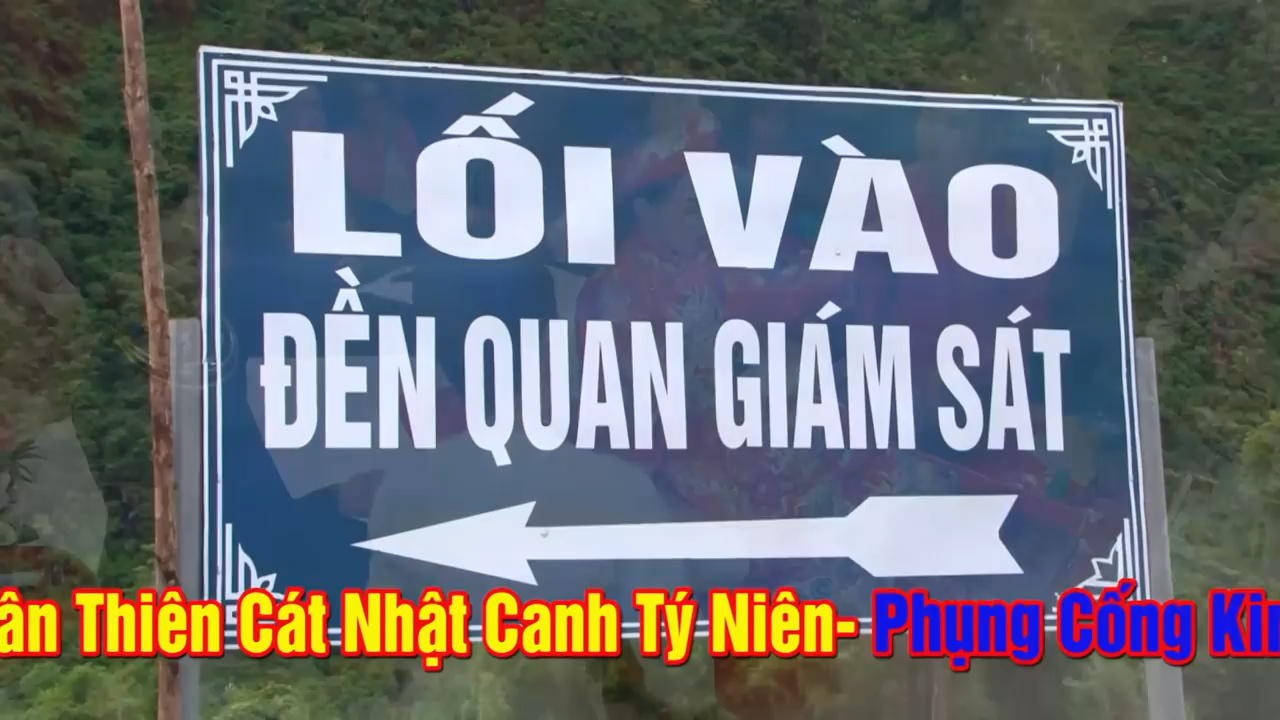 LỐI VÀO
ĐỀN QUAN GIÁM SÁT
Thiên Cát Nhật Canh Tý Niên- Phụng Cống